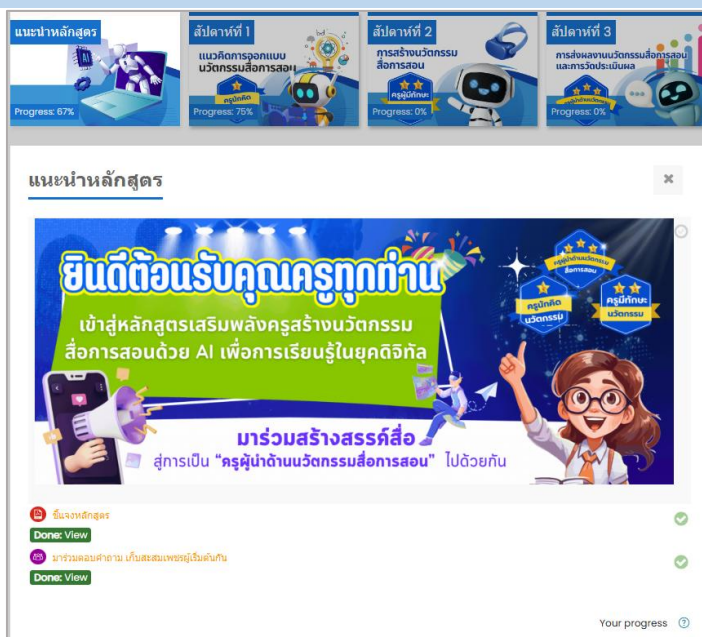 แนะนำหลักสูตร
Progress: 67%
สัปดาห์ที่ 1
แนวคิดการออกแบบ
นวัตกรรมสื่อการสอน
ครูนักคิด
Progress: 75%
สัปดาห์ที่ 2
การสร้างนวัตกรรม
สื่อการสอน
ครูผู้มีทักษะ
Progress: 0%
สัปดาห์ที่ 3
การส่งผลงานนวัตกรรมสื่อการสอน
และการวัดประเมินผล
Progress: 0%
แนะนำหลักสูตร
ยินดีต้อนรับคุณครูทุกท่าน
เข้าสู่หลักสูตรเสริมพลังครูสร้างนวัตกรรม
สื่อการสอนด้วย AI เพื่อการเรียนรู้ในยุคดิจิทัล
ครูผู้นำด้านนวัตกรรม
สื่อการสอน
ครูนักคิด
นวัตกรรม
ครูมีทักษะ
นวัตกรรม
มาร่วมสร้างสรรค์สื่อ
สู่การเป็น “ครูผู้นำด้านนวัตกรรมสื่อการสอน” ไปด้วยกัน
ชี้แจงหลักสูตร
Done: View
มาร่วมตอบคำถาม เก็บสะสมเพชรผู้เริ่มต้นกัน
Done: View
Your progress